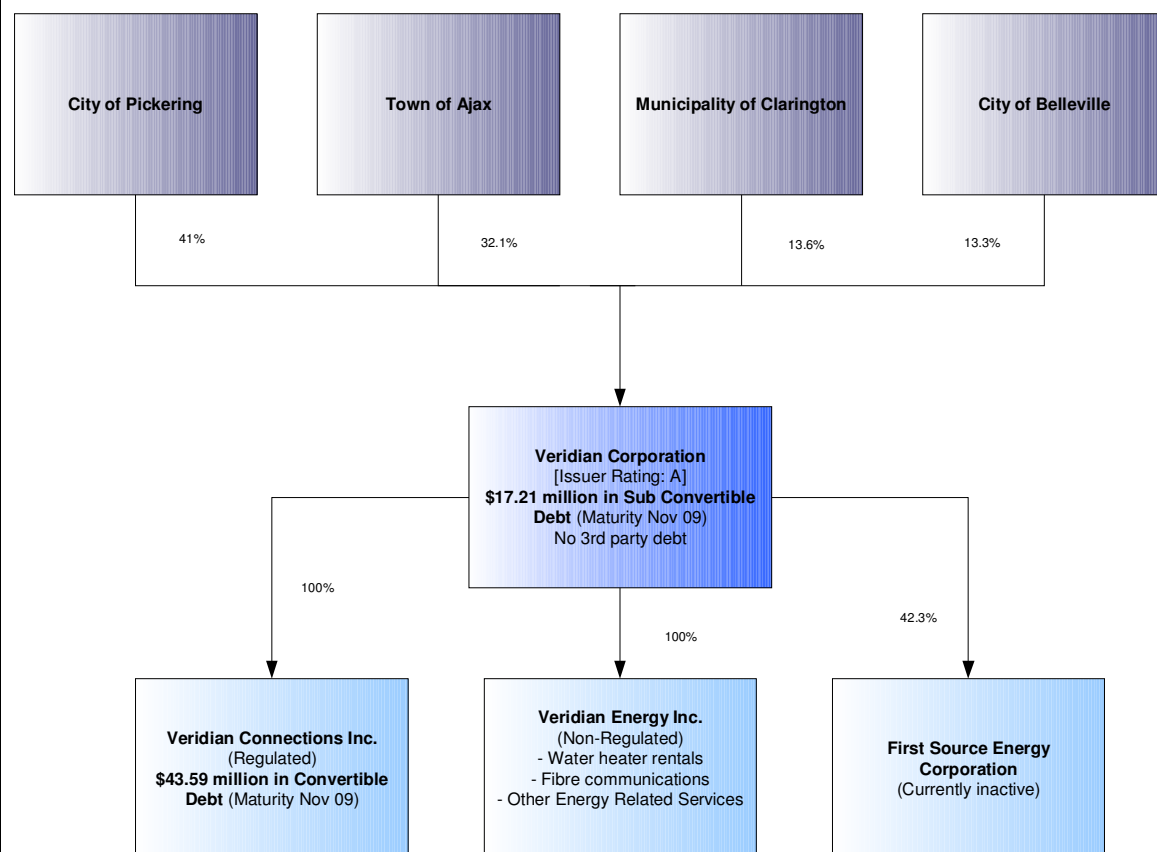 City of Pickering
Town of Ajax
Municipality of Clarington
City of Belleville
41%
32.1%
13.6%
13.3%
Veridian Corporation
[Issuer Rating: A]
$17.21 million in Sub Convertible
Debt (Maturity Nov 09)
No 3rd party debt
100%
100%
42.3%
Veridian Connections Inc.
(Regulated)
$43.59 million in Convertible
Debt (Maturity Nov 09)
Veridian Energy Inc.
(Non-Regulated)
- Water heater rentals
- Fibre communications
- Other Energy Related Services
First Source Energy
Corporation
(Currently inactive)